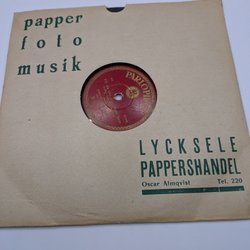 papper
foto
musik
PARLOPHON
LYCKSELE
PAPPERSHANDEL
Oscar Almqvist Tel. 220